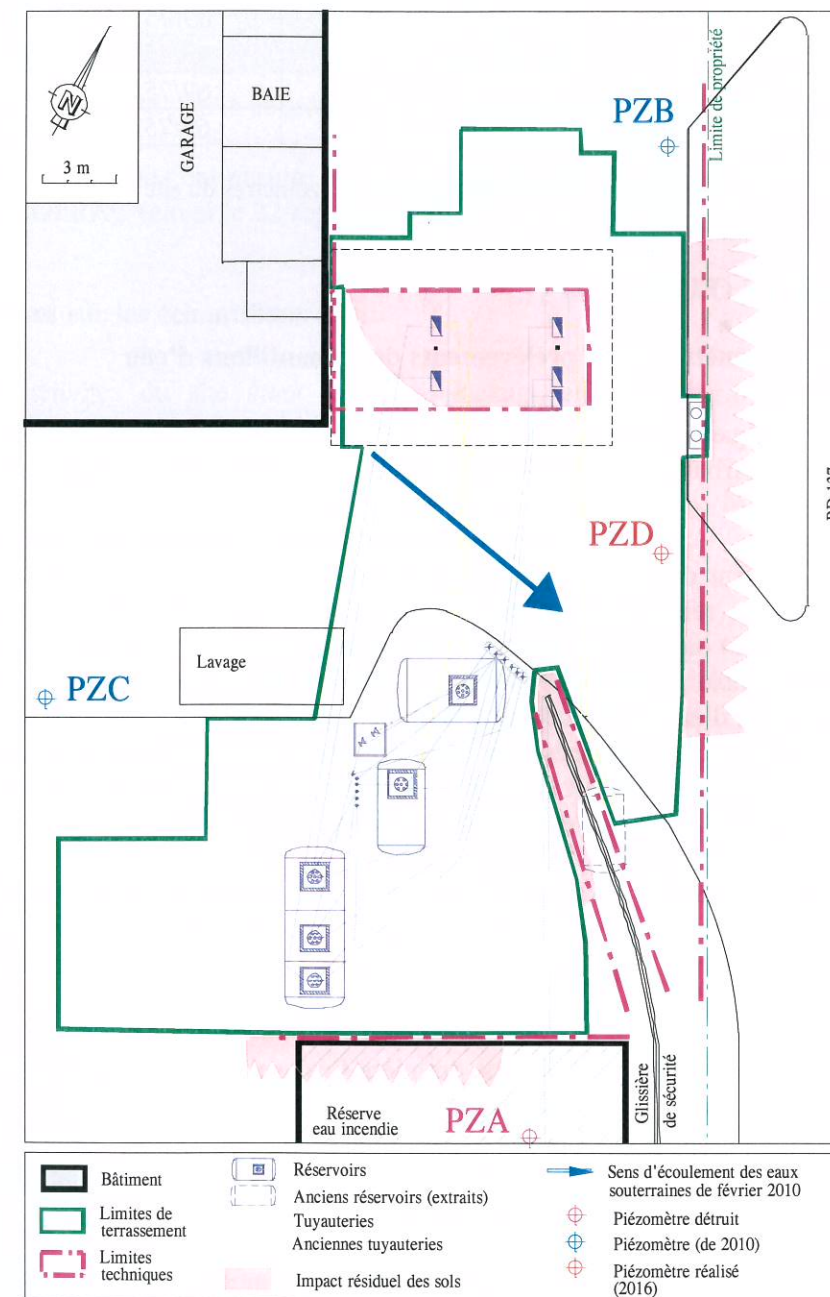 N
3 m
GARAGE
BAIE
PZB
Limite de propriété
PZD
Lavage
PZC
Réserve
eau incendie
PZA
Glissière
de sécurité
Bâtiment
Limites de
terrassement
Limites
techniques
Réservoirs
Anciens réservoirs (extraits)
Tuyauteries
Anciennes tuyauteries
Impact résiduel des sols
Sens d'écoulement des eaux
souterraines de février 2010
Piézomètre détruit
Piézomètre (de 2010)
Piézomètre réalisé
(2016)